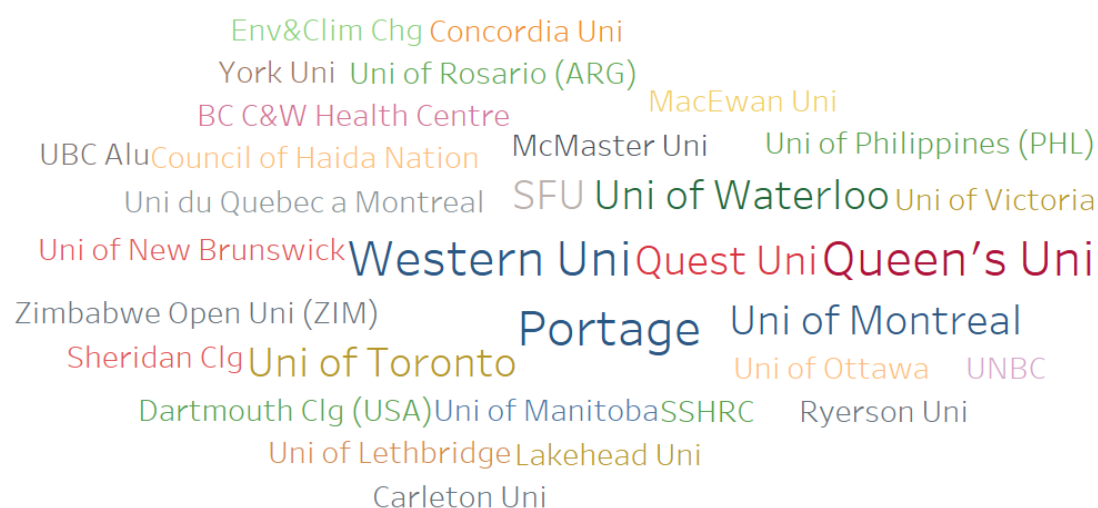 Env&Clim Chg Concordia Uni
York Uni Uni of Rosario (ARG)
MacEwan Uni
BC C&W Health Centre
McMaster Uni Uni of Philippines (PHL)
UBC Alu Council of Haida Nation
Uni du Quebec a Montreal SFU Uni of Waterloo Uni of Victoria
Uni of New Brunswick Western Uni Quest Uni Queen's Uni
Zimbabwe Open Uni (ZIM) Portage Uni of Montreal
Sheridan Clg Uni of Toronto Uni of Ottawa UNBC
Dartmouth Clg (USA) Uni of Manitoba SSHRC Ryerson Uni
Uni of Lethbridge Lakehead Uni
Carleton Uni